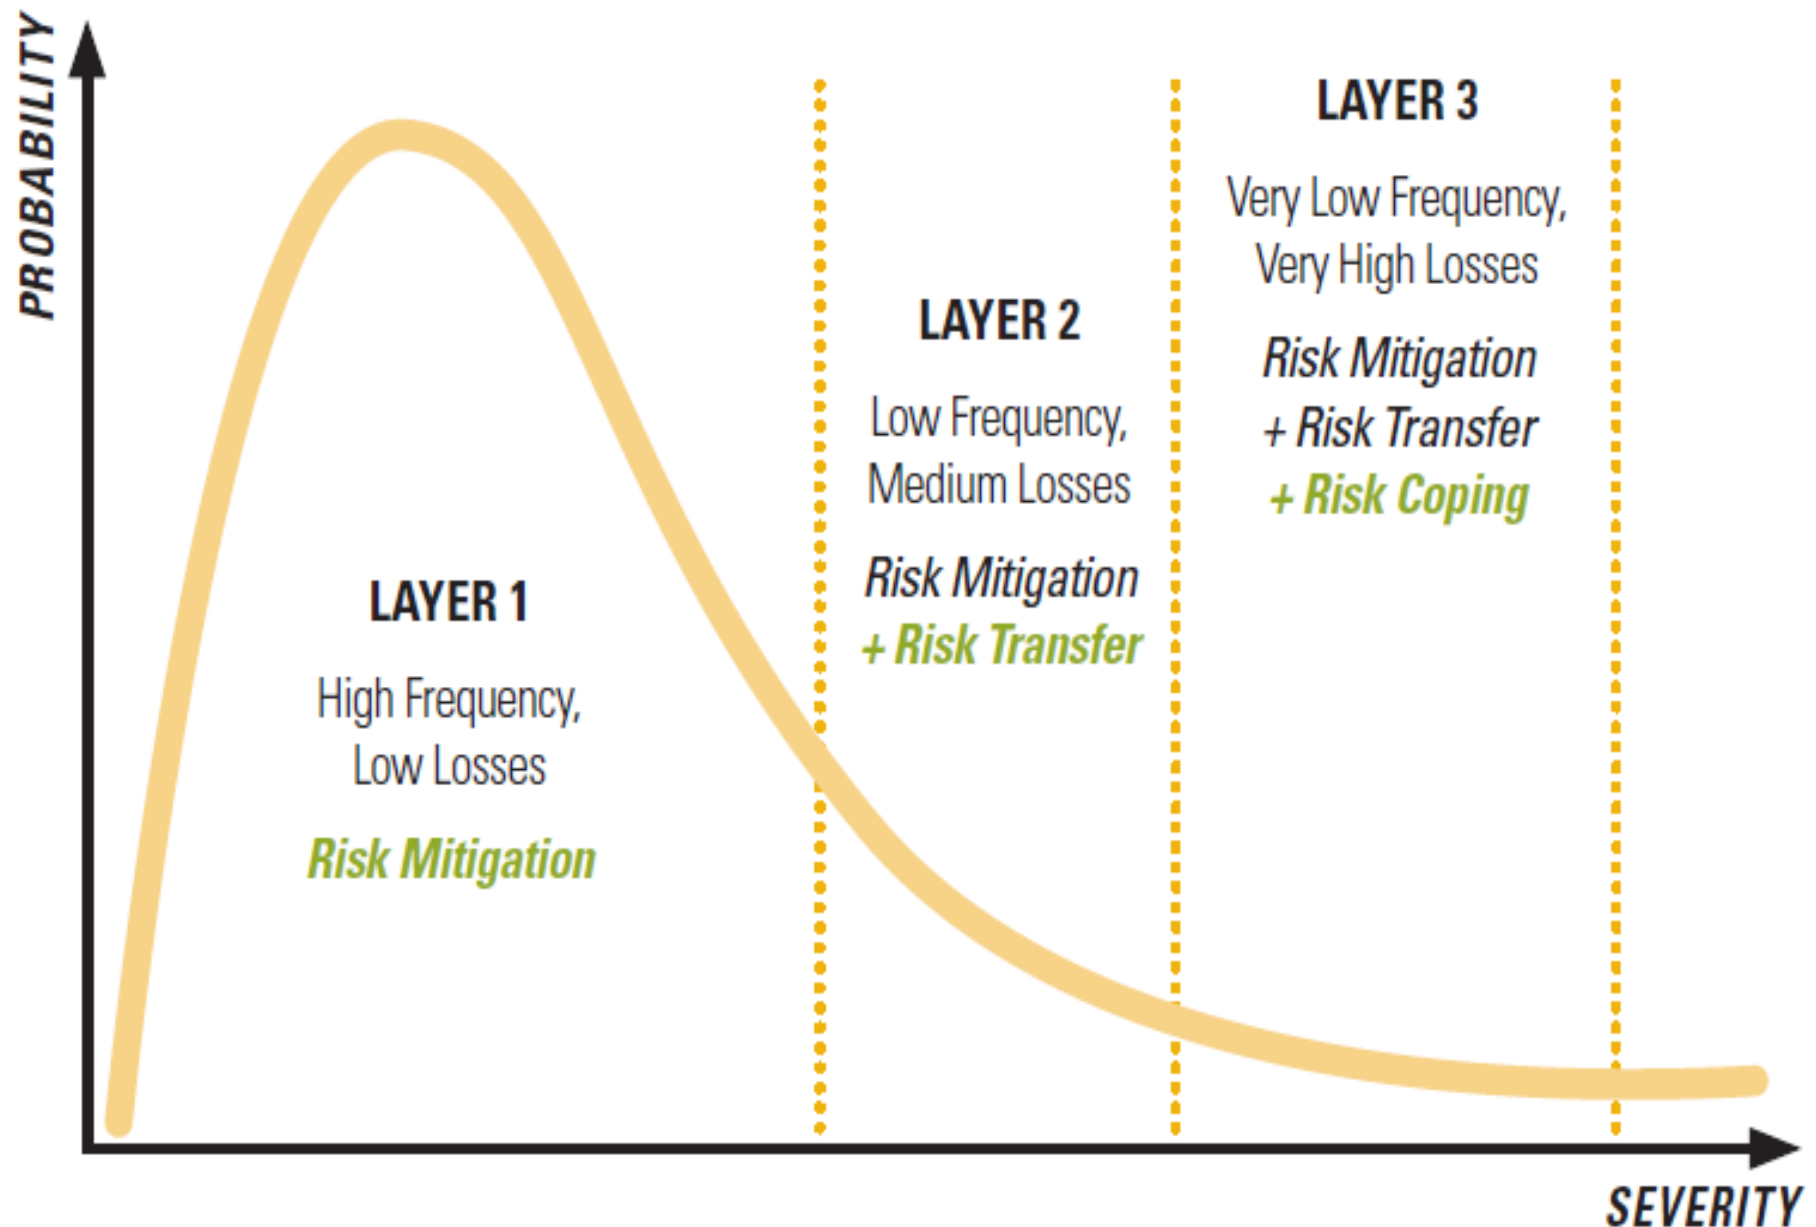 PROBABILITY
LAYER 1
High Frequency,
Low Losses
Risk Mitigation
LAYER 2
Low Frequency,
Medium Losses
Risk Mitigation
+ Risk Transfer
LAYER 3
Very Low Frequency,
Very High Losses
Risk Mitigation
+ Risk Transfer
+ Risk Coping
SEVERITY